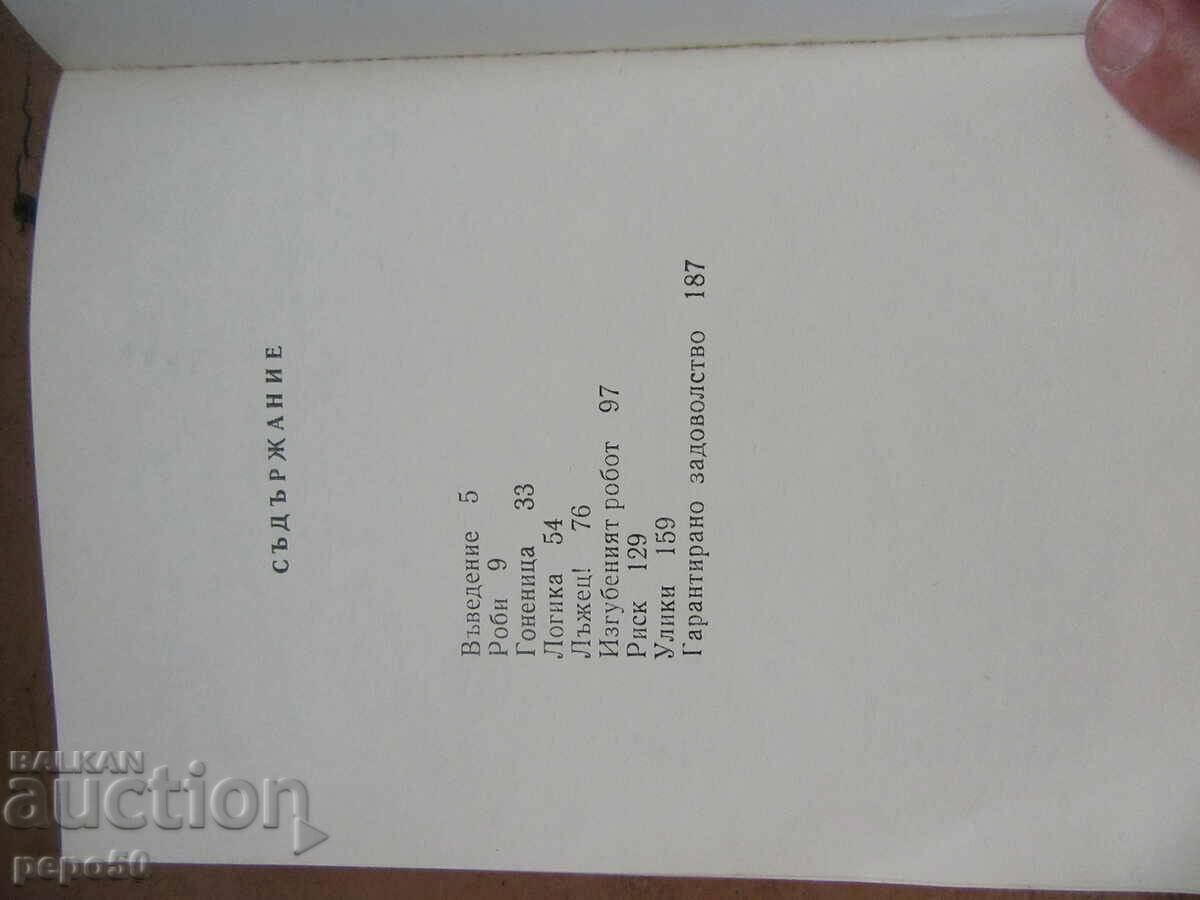 СЪДЪРЖАНИЕ
Въведение 5
Роби 9
Гоненица 33
Логика 54
Лъжец! 76
Изгубеният робот 97
Риск 129
Улики 159
Гарантирано задоволство 187
BALKAN
auction
pepo50